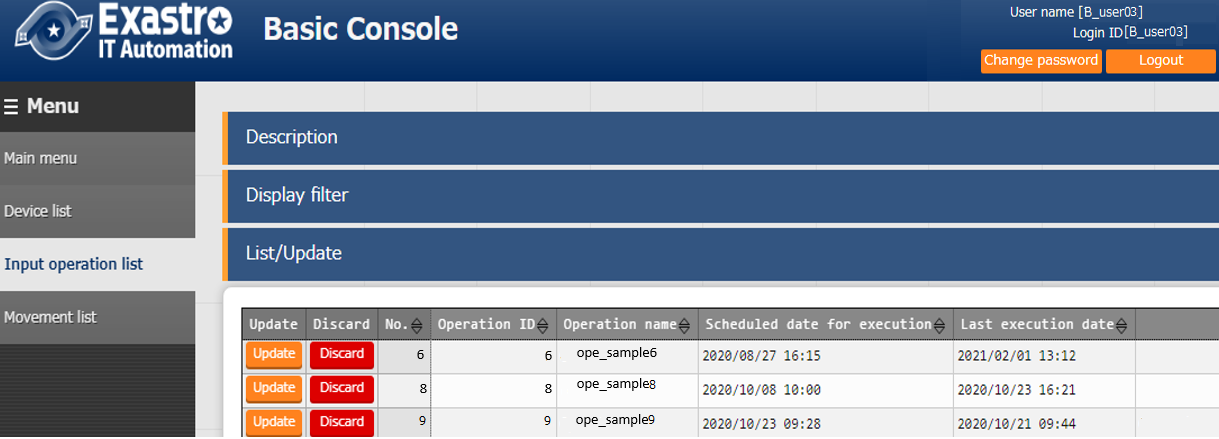 Exastro
IT Automation
Basic Console
User name [B_user03]
Login ID[B_user03]
Change password
Logout
Menu
Main menu
Device list
Input operation list
Movement list
Description
Display filter
List/Update
Update Discard No. Operation ID Operation name Scheduled date for execution Last execution date
Update Discard 6 6 ope_sample6 2020/08/27 16:15 2021/02/01 13:12
Update Discard 8 8 ope_sample8 2020/10/08 10:00 2020/10/23 16:21
Update Discard 9 9 ope_sample9 2020/10/23 09:28 2020/10/21 09:44